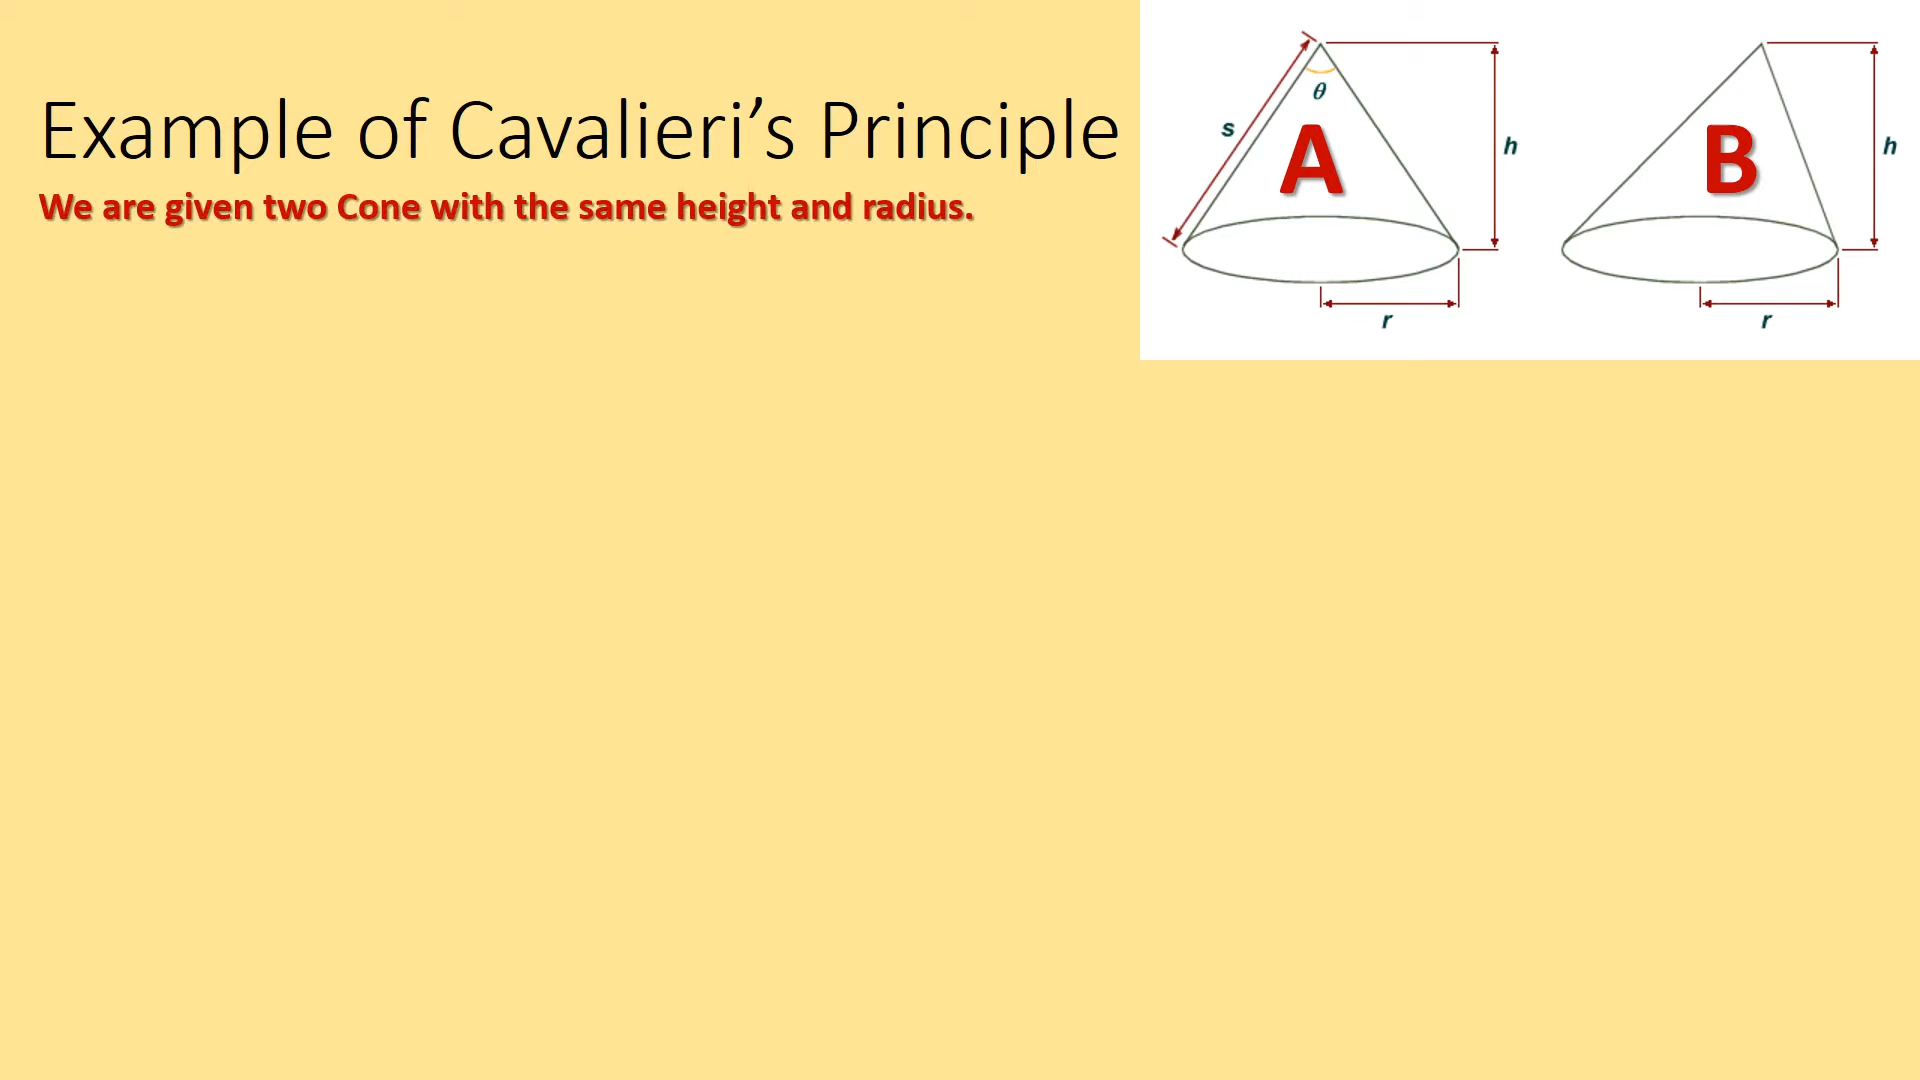 Example of Cavalieri’s Principle
We are given two Cone with the same height and radius.
θ
s
A
h
r
B
h
r